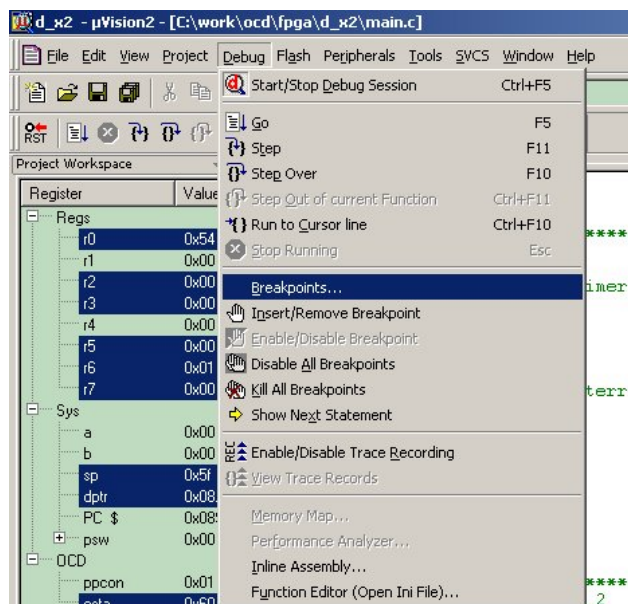 d_x2 - µVision2 - [C:\work\ocd\fpga\d_x2\main.c]
File Edit View Project Debug Flash Peripherals Tools SVCS Window Help
Start/Stop Debug Session Ctrl+F5
RST
Go F5
Step F11
Step Over F10
Step Out of current Function Ctrl+F11
Run to Cursor line Ctrl+F10
Stop Running Esc
Breakpoints...
Insert/Remove Breakpoint
Enable/Disable Breakpoint
Disable All Breakpoints
Kill All Breakpoints
Show Next Statement
REC Enable/Disable Trace Recording
View Trace Records
Memory Map...
Performance Analyzer...
Inline Assembly...
Function Editor (Open Ini File)...
Project Workspace
Register Value
Regs
r0 0x54
r1 0x00
r2 0x00
r3 0x00
r4 0x00
r5 0x00
r6 0x01
r7 0x00
Sys
a 0x00
b 0x00
sp 0x5f
dptr 0x08
PC $ 0x08
psw 0x00
OCD
ppcon 0x01
0x60
****
imer
terr
****
2